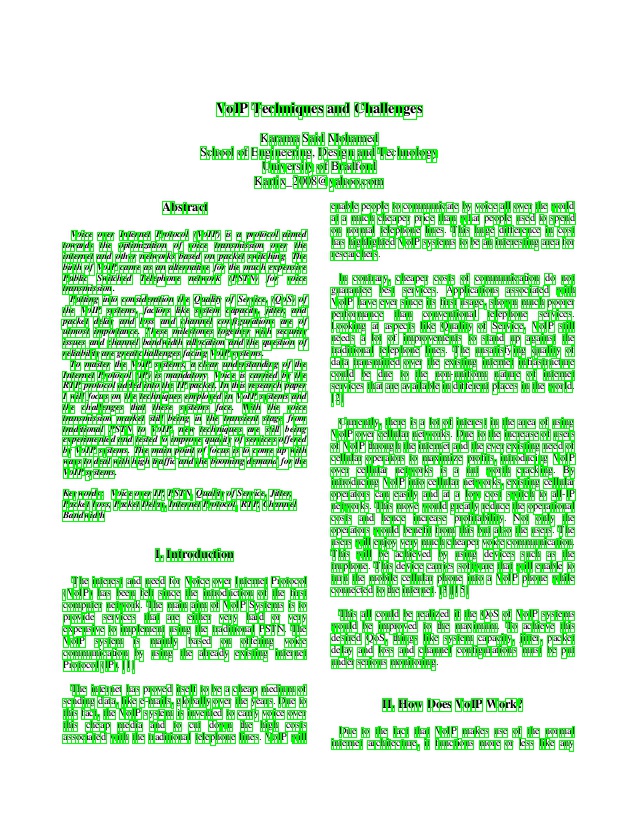 VoIP Techniques and Challenges
Karama Said Mohamed
School of Engineering, Design and Technology
University of Bradford
Karfix_2008@yahoo.com
Abstract
Voice over Internet Protocol (VoIP) is a protocol aimed
towards the optimization of voice transmission over the
internet and other networks based on packet switching. The
birth of VoIP came as an alternative for the much expensive
Public Switched Telephone network (PSTN) for voice
transmission.
Putting into consideration the Quality of Service, (QoS) of
the VoIP systems, factors like system capacity, jitter, and
packet delay and loss and channel configurations are of
utmost importance. These milestones together with security
issues and channel bandwidth allocation and the question of
reliability are great challenges facing VoIP systems.
To master the VoIP systems, a clear understanding of the
Internet Protocol (IP) is mandatory. Voice is carried by the
RTP protocol added into the IP packet. In this research paper
I will focus on the techniques employed in VoIP systems and
the challenges that these systems face. With the voice
transmission market still being in the transit stage from
traditional PSTN to VoIP, new techniques are still being
experimented and tested to improve quality of services offered
by VoIP systems. The main point of focus is to come up with
ways to deal with high traffic and the booming demand for the
VoIP systems.
Keywords: Voice over IP, PSTN, Quality of Service, Jitter,
Packet Loss, Packet Delay, Internet Protocol, RTP, Channel
Bandwidth
I. Introduction
The interest and need for Voice over Internet Protocol
(VoIP) has been felt since the introduction of the first
computer network. The main aim of VoIP Systems is to
provide services that are either very hard or very
expensive to implement using the traditional PSTN. The
VoIP system is mainly based on offering voice
communication by using the already existing internet
Protocol (IP). [1]
The internet has proved itself to be a cheap medium of
sending data, like e-mails, globally over the years. Due to
this fact, the VoIP system is invented to carry voice over
this cheap media and to cut down the high costs
associated with the traditional telephone lines. VoIP will
enable people to communicate by voice all over the world
at a much cheaper price than what people used to spend
on normal telephone lines. This huge difference in cost
has highlighted VoIP systems to be an interesting area for
researchers.
In contrary, cheaper costs of communication do not
guarantee best services. Applications associated with
VoIP have ever since its first usage, shown much poorer
performance than conventional telephone services.
Looking at aspects like Quality of Service, VoIP still
needs a lot of improvements to stand up against the
traditional telephone lines. The unsatisfying quality of
data transmitted over the existing internet infrastructure
could be due to the non-uniform nature of internet
services that are available in different places in the world.
[2]
Currently, there is a lot of interest in the area of using
VoIP over cellular networks. Due to the increase of users
of VoIP through the internet and the ever existing need of
cellular operators to maximize profits, introducing VoIP
over cellular networks is a nut worth cracking. By
introducing VoIP into cellular networks, existing cellular
operators can easily and at a low cost switch to all-IP
networks. This move would greatly reduce the operational
costs and hence increase profitability. Not only the
operators would benefit from this but also the users. The
users will enjoy very much cheaper voice communication.
This will be achieved by using devices such as the
truphone. This device carries software that will enable to
turn the mobile cellular phone into a VoIP phone while
connected to the internet.
This all could be realized if the QoS of VoIP systems
would be improved to the maximum. To achieve this
desired QoS, things like system capacity, jitter, packet
delay and loss and channel configurations must be put
under serious monitoring.
II. How Does VoIP Work?
Due to the fact that VoIP makes use of the normal
internet architecture, it functions more or less like any